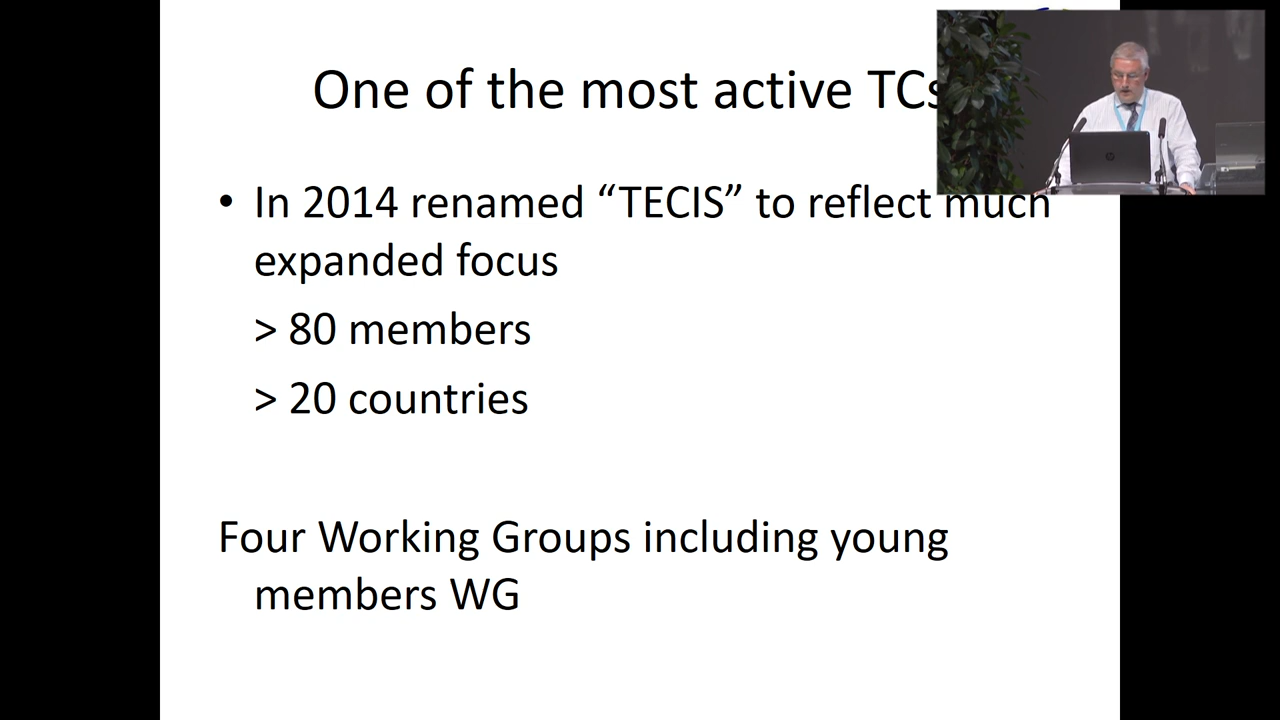 One of the most active TCs
• In 2014 renamed “TECIS” to reflect much
expanded focus
> 80 members
> 20 countries
Four Working Groups including young
members WG